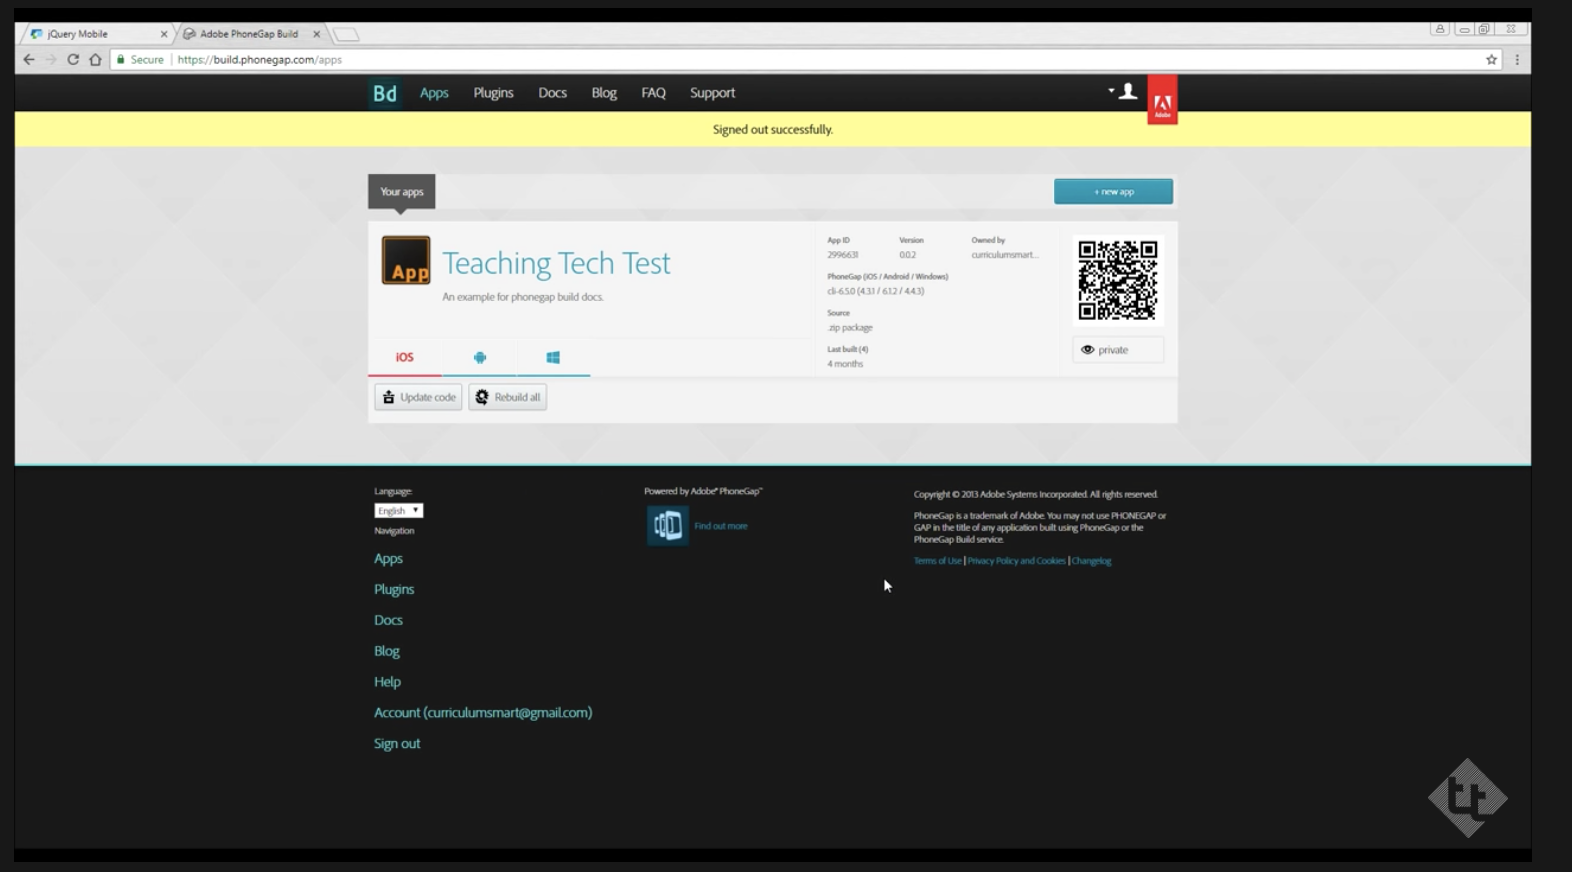 jQuery Mobile
Adobe PhoneGap Build
Secure | https://build.phonegap.com/apps
Bd Apps Plugins Docs Blog FAQ Support
Adobe
Signed out successfully.
Your apps
+ new app
App
Teaching Tech Test
An example for phonegap build docs.
App ID Version Owned by
2996631 0.0.2 curriculumsmart...
PhoneGap (iOS / Android / Windows)
cli-6.5.0 (4.3.1 / 6.1.2 / 4.4.3)
Source
.zip package
Last built (4)
4 months
private
iOS
Update code Rebuild all
Language:
English
Navigation
Apps
Plugins
Docs
Blog
Help
Account (curriculumsmart@gmail.com)
Sign out
Powered by Adobe® PhoneGap™
Find out more
Copyright © 2013 Adobe Systems Incorporated. All rights reserved.
PhoneGap is a trademark of Adobe. You may not use PHONEGAP or
GAP in the title of any application built using PhoneGap or the
PhoneGap Build service.
Terms of Use | Privacy Policy and Cookies | Changelog
tt